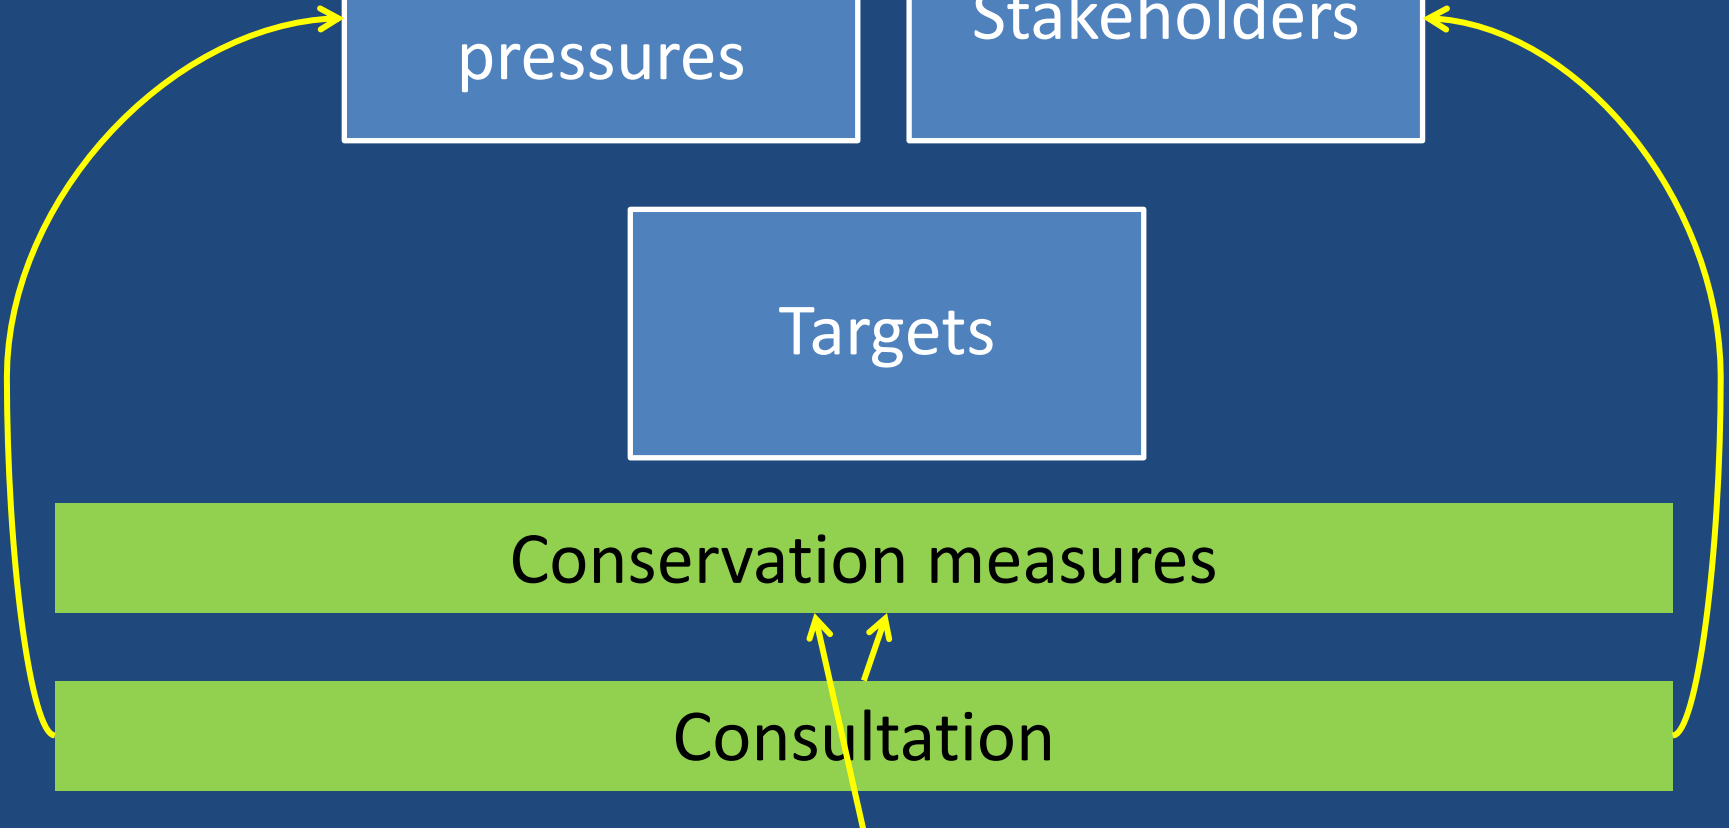 pressures
Stakeholders
Targets
Conservation measures
Consultation